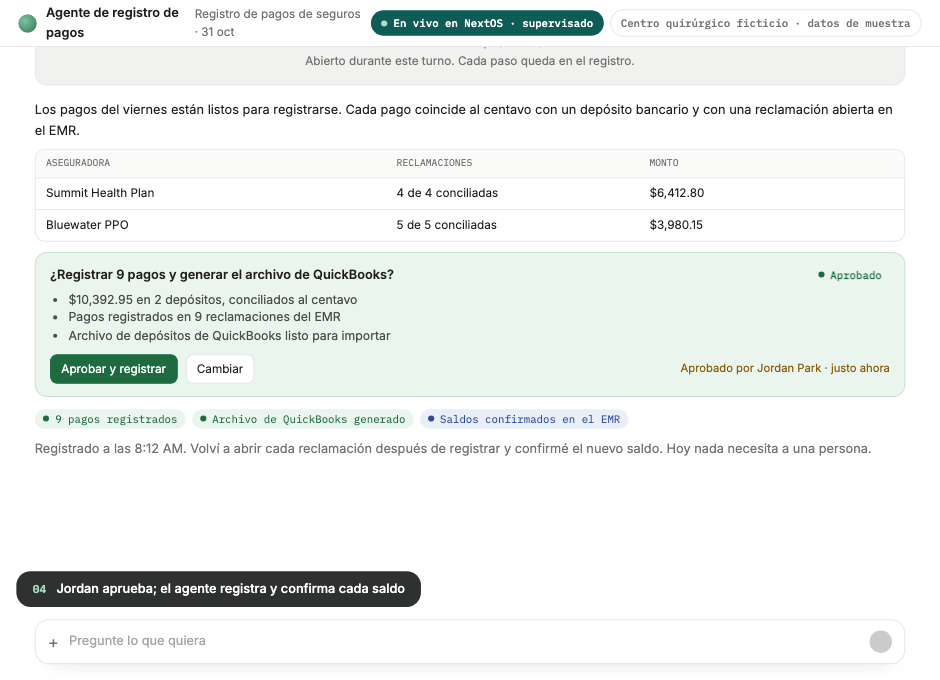 Agente de registro de pagos
Registro de pagos de seguros · 31 oct
En vivo en NextOS · supervisado
Centro quirúrgico ficticio · datos de muestra
Abierto durante este turno. Cada paso queda en el registro.
Los pagos del viernes están listos para registrarse. Cada pago coincide al centavo con un depósito bancario y con una reclamación abierta en
el EMR.
ASEGURADORA RECLAMACIONES MONTO
Summit Health Plan 4 de 4 conciliadas $6,412.80
Bluewater PPO 5 de 5 conciliadas $3,980.15
¿Registrar 9 pagos y generar el archivo de QuickBooks? Aprobado
• $10,392.95 en 2 depósitos, conciliados al centavo
• Pagos registrados en 9 reclamaciones del EMR
• Archivo de depósitos de QuickBooks listo para importar
Aprobar y registrar Cambiar Aprobado por Jordan Park · justo ahora
9 pagos registrados Archivo de QuickBooks generado Saldos confirmados en el EMR
Registrado a las 8:12 AM. Volví a abrir cada reclamación después de registrar y confirmé el nuevo saldo. Hoy nada necesita a una persona.
04 Jordan aprueba; el agente registra y confirma cada saldo
+ Pregunte lo que quiera